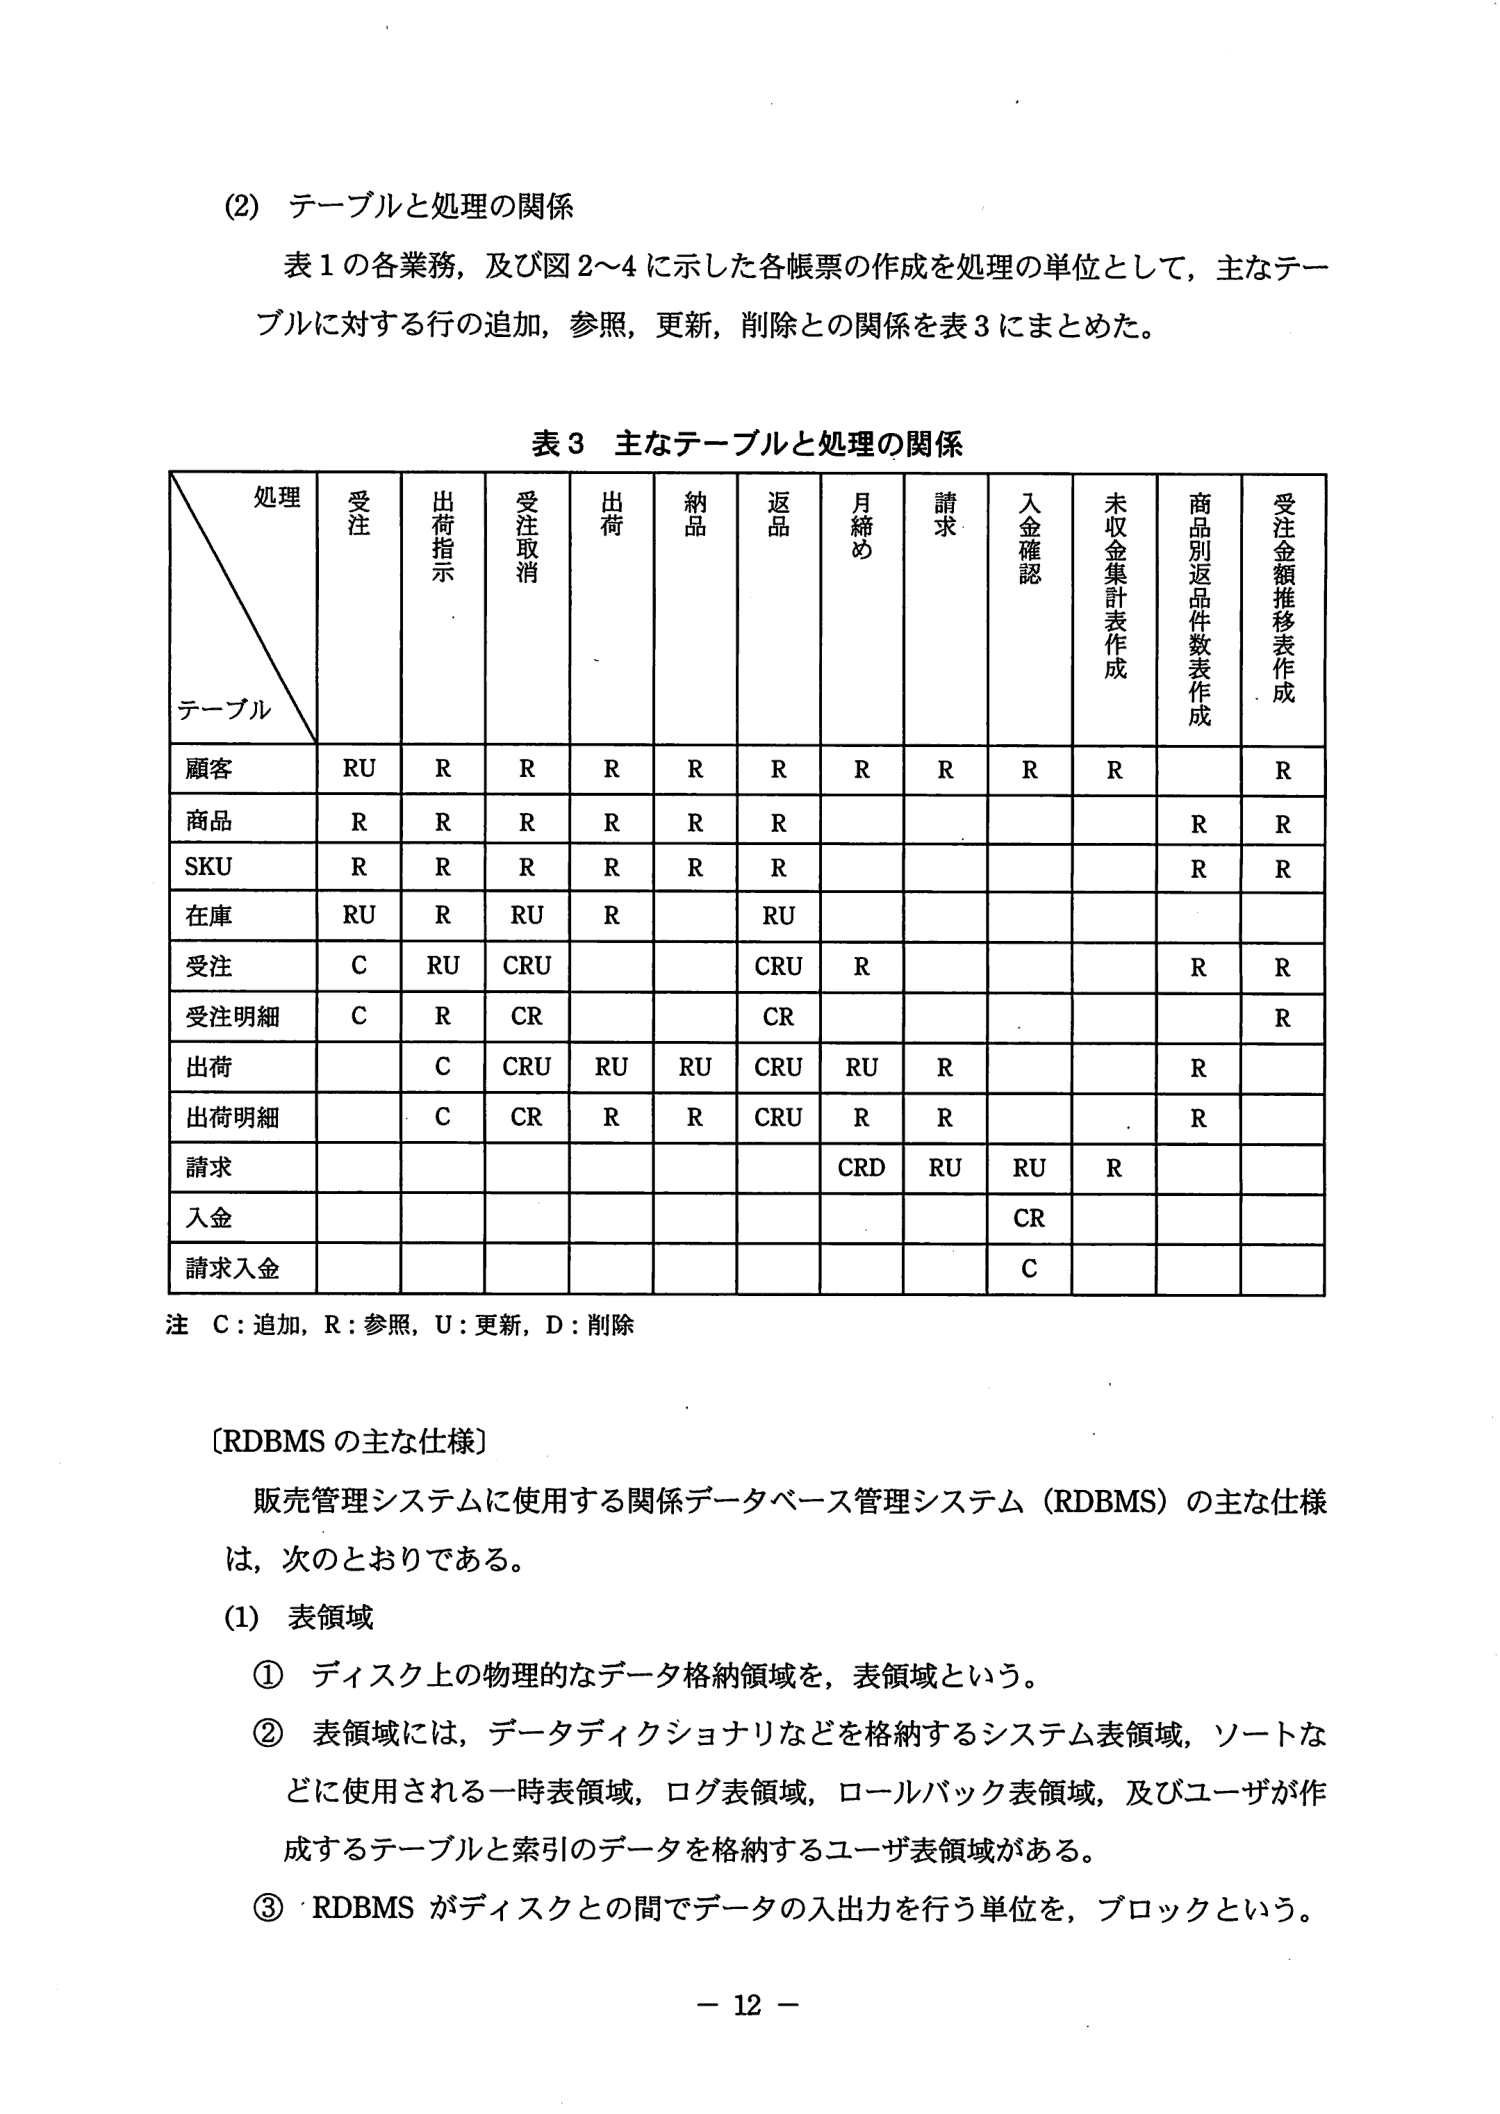 (2) テーブルと処理の関係
表1の各業務，及び図2〜4に示した各帳票の作成を処理の単位として，主なテー
ブルに対する行の追加，参照，更新，削除との関係を表3にまとめた。
表3 主なテーブルと処理の関係
処理 受注 出荷指示 受注取消 出荷 納品 返品 月締め 請求 入金確認 未収金集計表作成 商品別返品件数表作成 受注金額推移表作成
テーブル
顧客 RU R R R R R R R R R R
商品 R R R R R R R R
SKU R R R R R R R R
在庫 RU R RU R RU
受注 C RU CRU CRU R R R
受注明細 C R CR CR R
出荷 C CRU RU RU CRU RU R R
出荷明細 C CR R R CRU R R R
請求 CRD RU RU R
入金 CR
請求入金 C
注 C：追加，R：参照，U：更新，D：削除
〔RDBMSの主な仕様〕
販売管理システムに使用する関係データベース管理システム（RDBMS）の主な仕様
は，次のとおりである。
(1) 表領域
① ディスク上の物理的なデータ格納領域を，表領域という。
② 表領域には，データディクショナリなどを格納するシステム表領域，ソートな
どに使用される一時表領域，ログ表領域，ロールバック表領域，及びユーザが作
成するテーブルと索引のデータを格納するユーザ表領域がある。
③ RDBMS がディスクとの間でデータの入出力を行う単位を，ブロックという。
－ 12 －